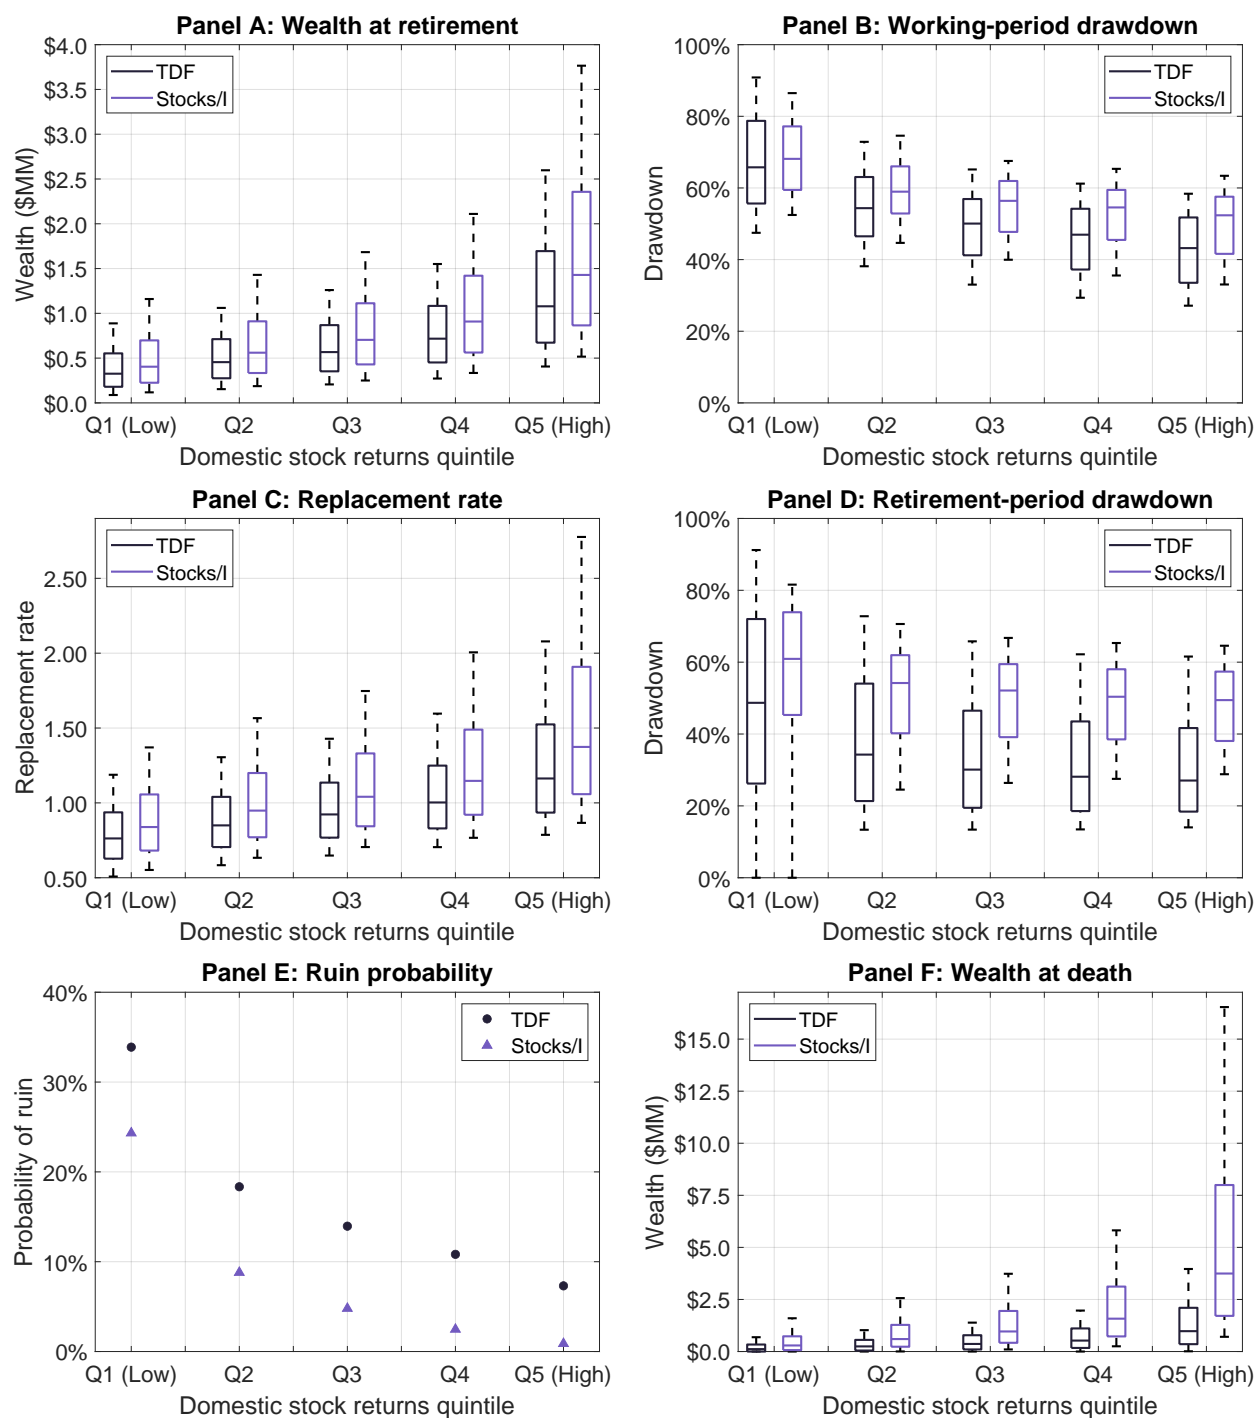 Panel A: Wealth at retirement
$4.0
$3.5
$3.0
$2.5
$2.0
$1.5
$1.0
$0.5
$0.0
Wealth ($MM)
TDF
Stocks/I
Q1 (Low) Q2 Q3 Q4 Q5 (High)
Domestic stock returns quintile
Panel B: Working-period drawdown
100%
80%
60%
40%
20%
0%
Drawdown
TDF
Stocks/I
Q1 (Low) Q2 Q3 Q4 Q5 (High)
Domestic stock returns quintile
Panel C: Replacement rate
2.50
2.00
1.50
1.00
0.50
Replacement rate
TDF
Stocks/I
Q1 (Low) Q2 Q3 Q4 Q5 (High)
Domestic stock returns quintile
Panel D: Retirement-period drawdown
100%
80%
60%
40%
20%
0%
Drawdown
TDF
Stocks/I
Q1 (Low) Q2 Q3 Q4 Q5 (High)
Domestic stock returns quintile
Panel E: Ruin probability
40%
30%
20%
10%
0%
Probability of ruin
TDF
Stocks/I
Q1 (Low) Q2 Q3 Q4 Q5 (High)
Domestic stock returns quintile
Panel F: Wealth at death
$15.0
$12.5
$10.0
$7.5
$5.0
$2.5
$0.0
Wealth ($MM)
TDF
Stocks/I
Q1 (Low) Q2 Q3 Q4 Q5 (High)
Domestic stock returns quintile